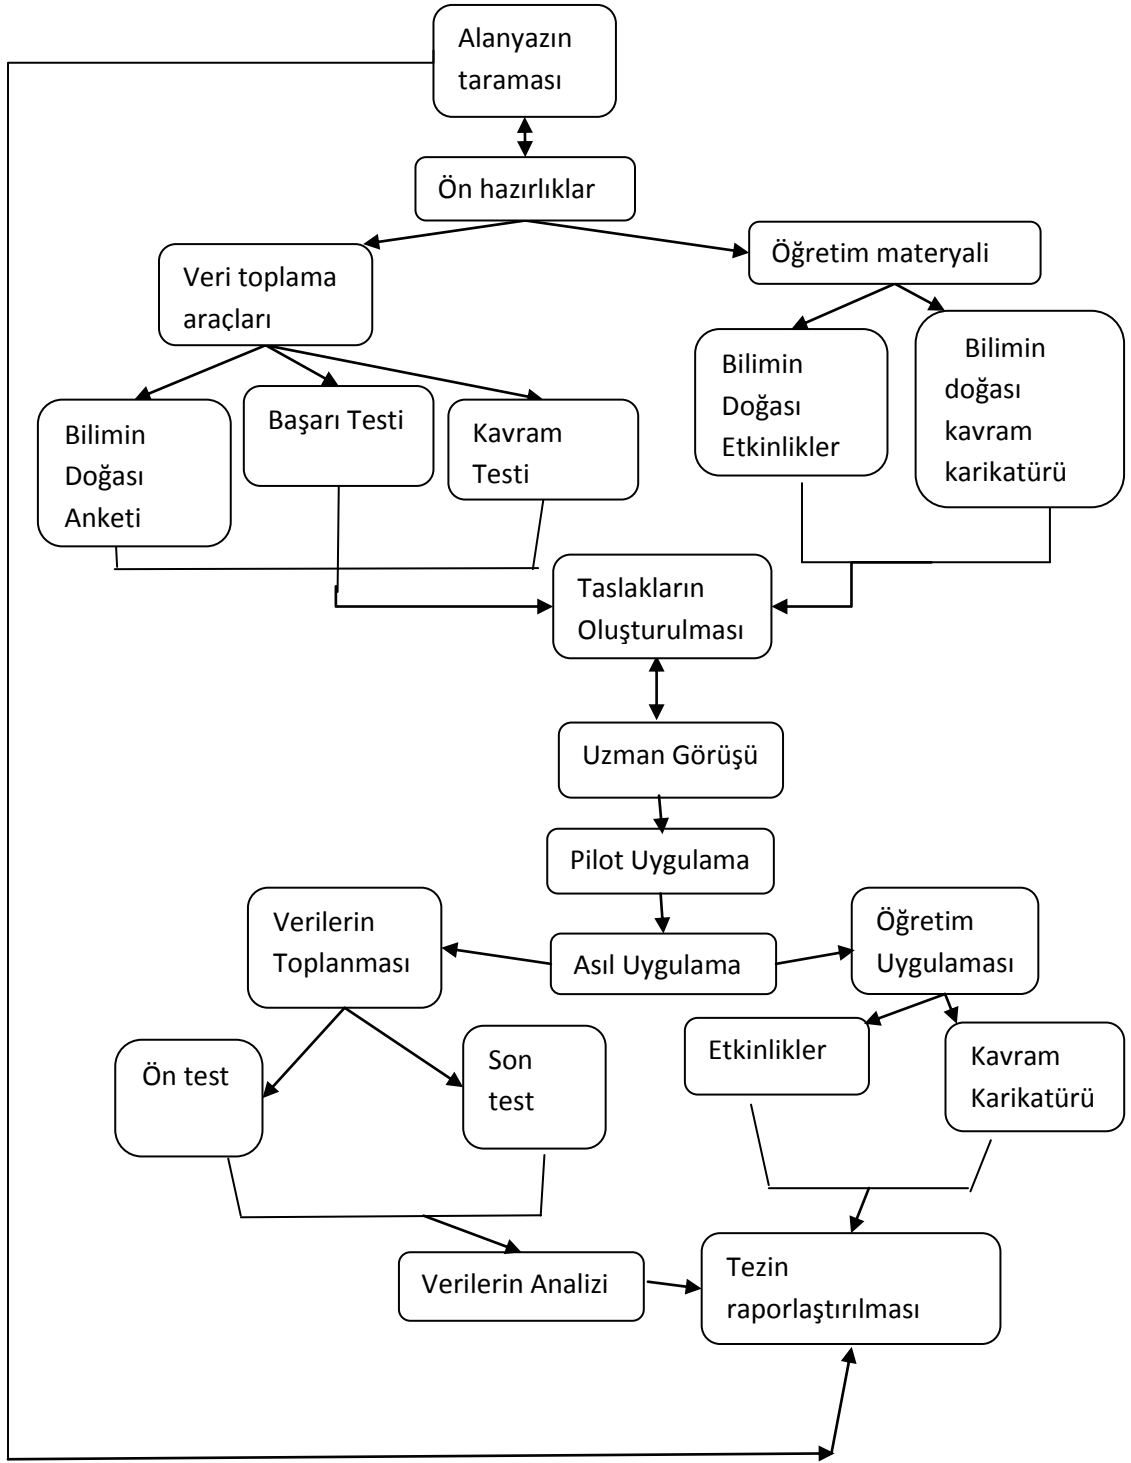 Alanyazın
taraması
Ön hazırlıklar
Veri toplama
araçları
Öğretim materyali
Bilimin
Doğası
Anketi
Başarı Testi
Kavram
Testi
Bilimin
Doğası
Etkinlikler
Bilimin
doğası
kavram
karikatürü
Taslakların
Oluşturulması
Uzman Görüşü
Pilot Uygulama
Verilerin
Toplanması
Asıl Uygulama
Öğretim
Uygulaması
Ön test
Son
test
Etkinlikler
Kavram
Karikatürü
Verilerin Analizi
Tezin
raporlaştırılması